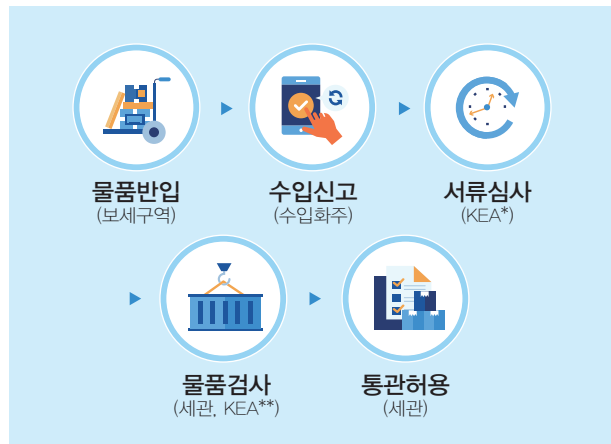 물품반입
(보세구역)
수입신고
(수입화주)
서류심사
(KEA*)
물품검사
(세관, KEA**)
통관허용
(세관)